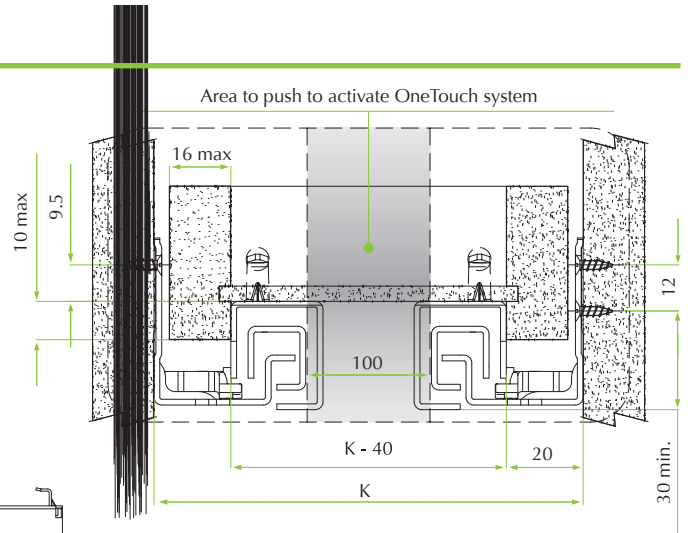 Area to push to activate OneTouch system
16 max
10 max
9.5
12
100
K - 40
20
K
30 min.